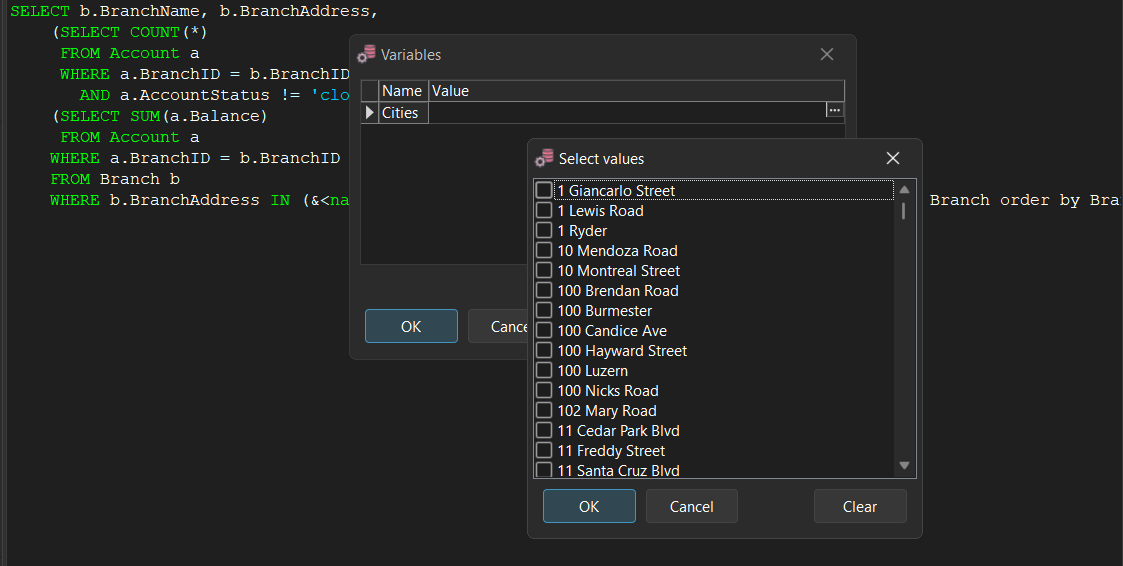 SELECT b.BranchName, b.BranchAddress,
(SELECT COUNT(*)
FROM Account a
WHERE a.BranchID = b.BranchID
AND a.AccountStatus != 'clo
(SELECT SUM(a.Balance)
FROM Account a
WHERE a.BranchID = b.BranchID
FROM Branch b
WHERE b.BranchAddress IN (&<na
Branch order by Bra
Variables
Name Value
Cities
...
OK Cance
Select values
1 Giancarlo Street
1 Lewis Road
1 Ryder
10 Mendoza Road
10 Montreal Street
100 Brendan Road
100 Burmester
100 Candice Ave
100 Hayward Street
100 Luzern
100 Nicks Road
102 Mary Road
11 Cedar Park Blvd
11 Freddy Street
11 Santa Cruz Blvd
OK Cancel Clear